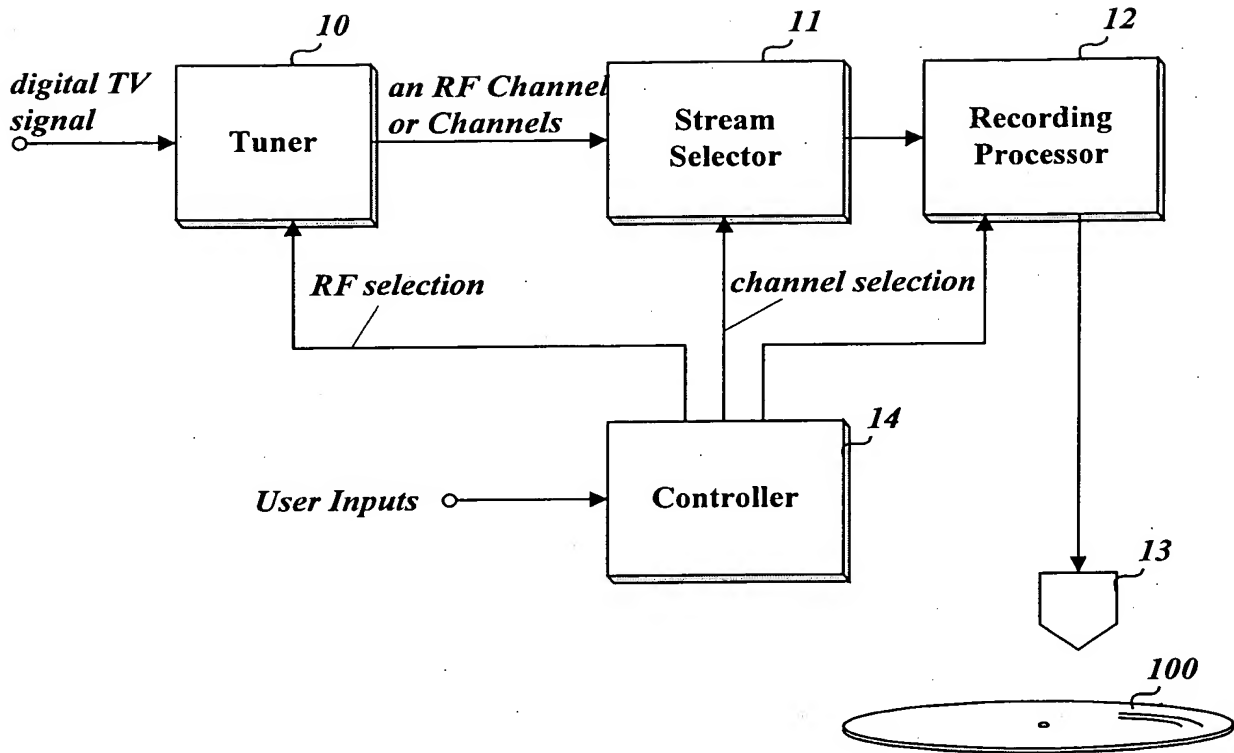 10
11
12
digital TV
signal
Tuner
an RF Channel
or Channels
Stream
Selector
Recording
Processor
RF selection
channel selection
14
User Inputs
Controller
13
100